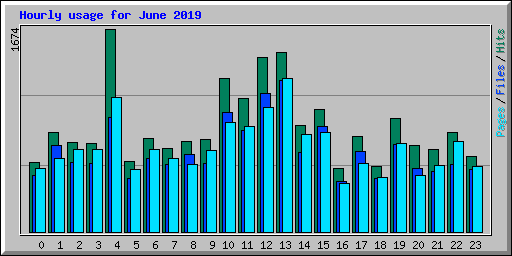 Hourly usage for June 2019
1674
Pages / Files / Hits
0 1 2 3 4 5 6 7 8 9 10 11 12 13 14 15 16 17 18 19 20 21 22 23